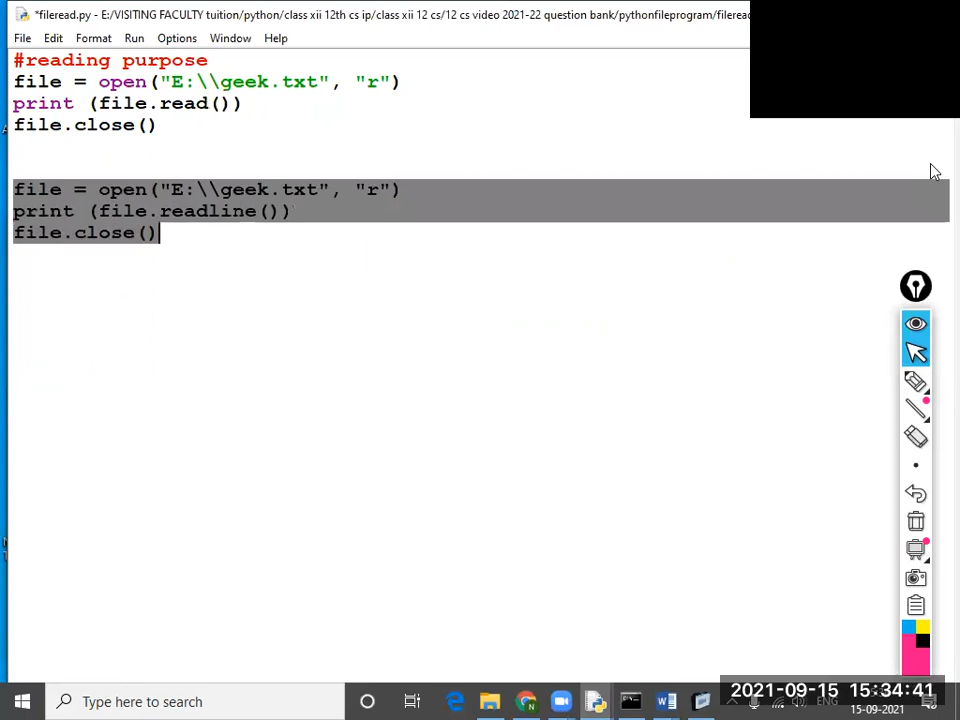 *fileread.py - E:/VISITING FACULTY tuition/python/class xii 12th cs ip/class xii 12 cs/12 cs video 2021-22 question bank/pythonfileprogram/fileread
File Edit Format Run Options Window Help
#reading purpose
file = open("E:\\geek.txt", "r")
print (file.read())
file.close()
file = open("E:\\geek.txt", "r")
print (file.readline())
file.close()
Type here to search
ENG
2021-09-15 15:34:41
15-09-2021